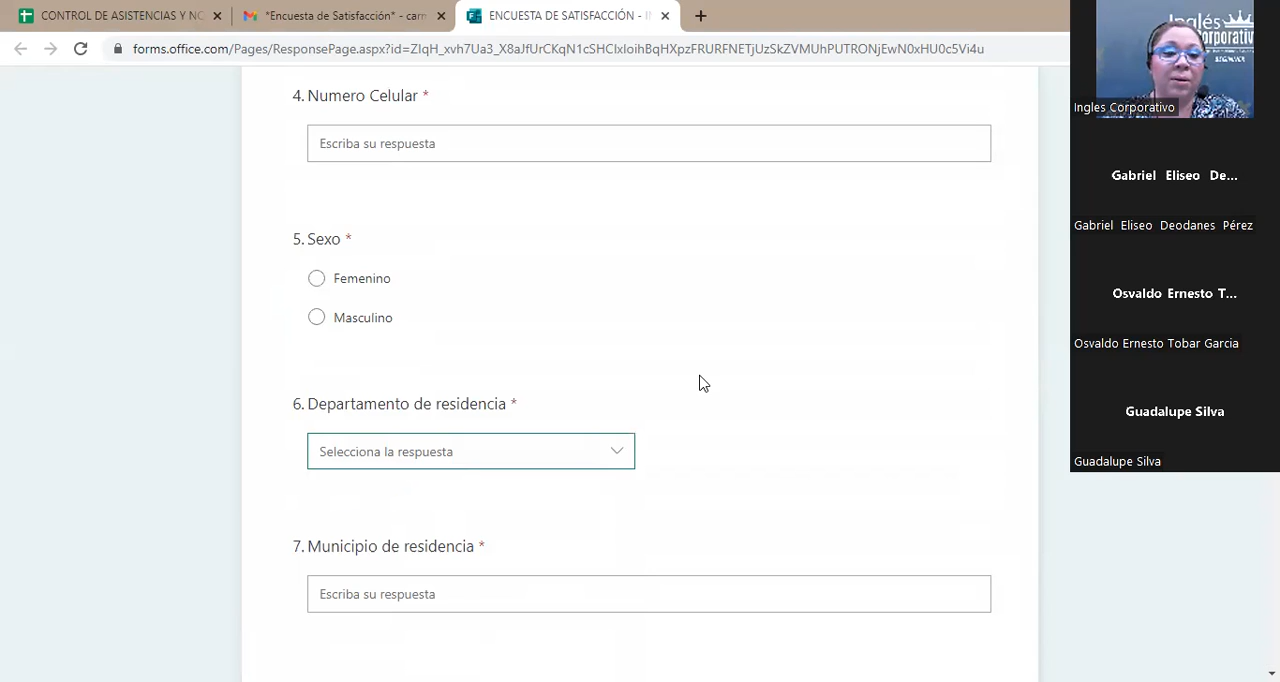 CONTROL DE ASISTENCIAS Y NC
*Encuesta de Satisfacción* - carr
ENCUESTA DE SATISFACCIÓN - I
forms.office.com/Pages/ResponsePage.aspx?id=ZIqH_xvh7Ua3_X8aJfUrCKqN1cSHCIxIoihBqHXpzFRURFNETjUzSkZVMUhPUTRONjEwN0xHU0c5Vi4u
Inglés
Corporativo
Ingles Corporativo
4. Numero Celular *
Escriba su respuesta
5. Sexo *
Femenino
Masculino
6. Departamento de residencia *
Selecciona la respuesta
7. Municipio de residencia *
Escriba su respuesta
Gabriel Eliseo De...
Gabriel Eliseo Deodanes Pérez
Osvaldo Ernesto T...
Osvaldo Ernesto Tobar Garcia
Guadalupe Silva
Guadalupe Silva